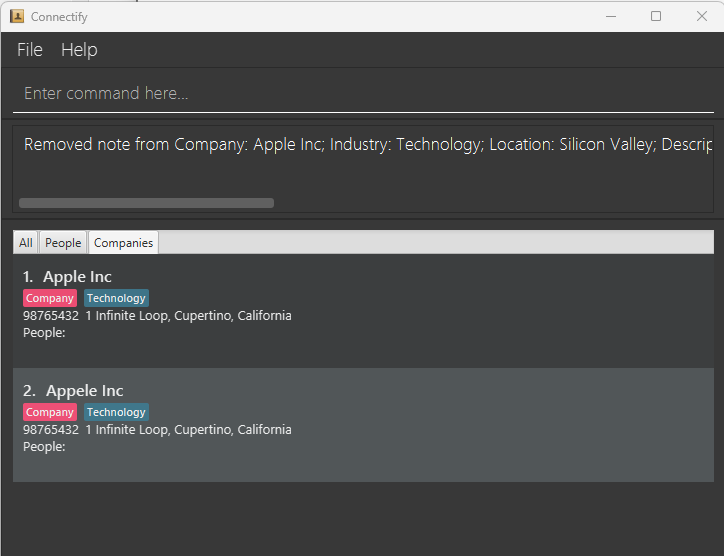 Connectify
File Help
Enter command here...
Removed note from Company: Apple Inc; Industry: Technology; Location: Silicon Valley; Descrip
All People Companies
1. Apple Inc
Company Technology
98765432 1 Infinite Loop, Cupertino, California
People:
2. Appele Inc
Company Technology
98765432 1 Infinite Loop, Cupertino, California
People: